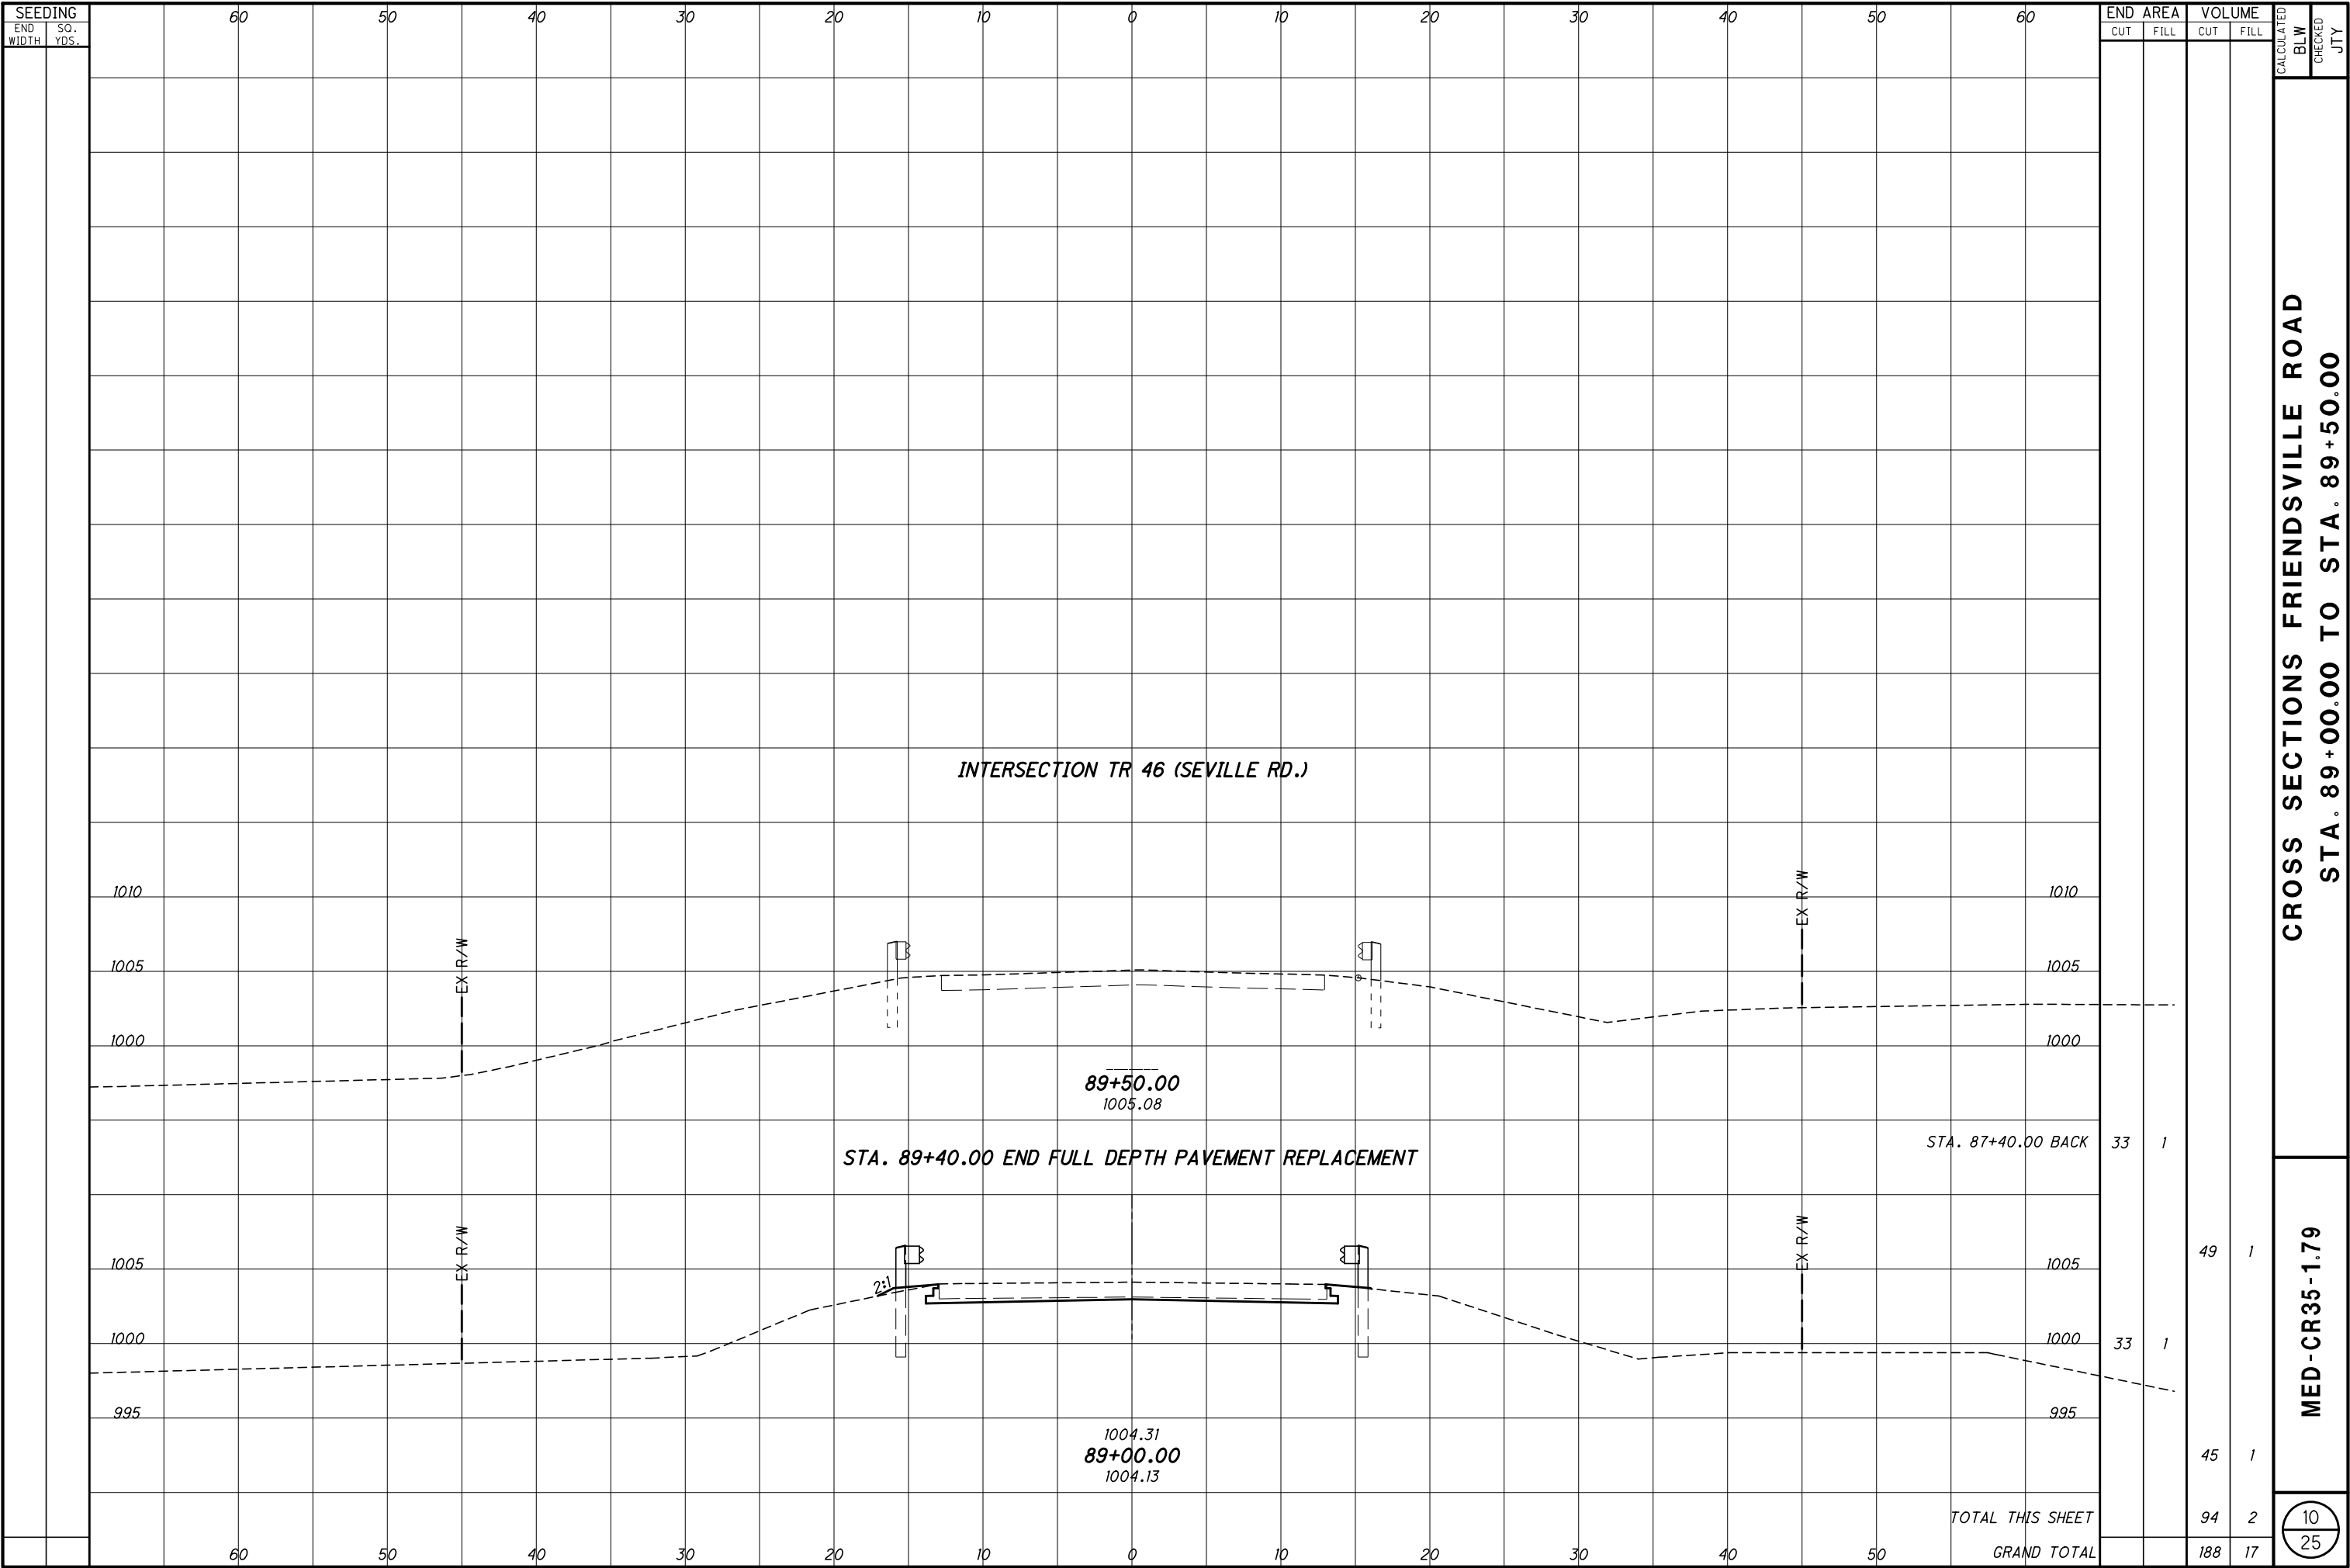 SEEDING
END WIDTH
SQ. YDS.
60 50 40 30 20 10 0 10 20 30 40 50 60
END AREA
VOLUME
CUT FILL CUT FILL
CALCULATED
BLW
CHECKED
JTY
CROSS SECTIONS FRIENDSVILLE ROAD
STA. 89+00.00 TO STA. 89+50.00
INTERSECTION TR 46 (SEVILLE RD.)
1010 1010
EX R/W
EX R/W
1005 1005
1000 1000
89+50.00
1005.08
STA. 87+40.00 BACK 33 1
STA. 89+40.00 END FULL DEPTH PAVEMENT REPLACEMENT
EX R/W
EX R/W
49 1
1005 1005
2:1
1000 1000 33 1
995 995
1004.31
89+00.00
1004.13
45 1
MED-CR35-1.79
TOTAL THIS SHEET 94 2
GRAND TOTAL 188 17
60 50 40 30 20 10 0 10 20 30 40 50
10
25